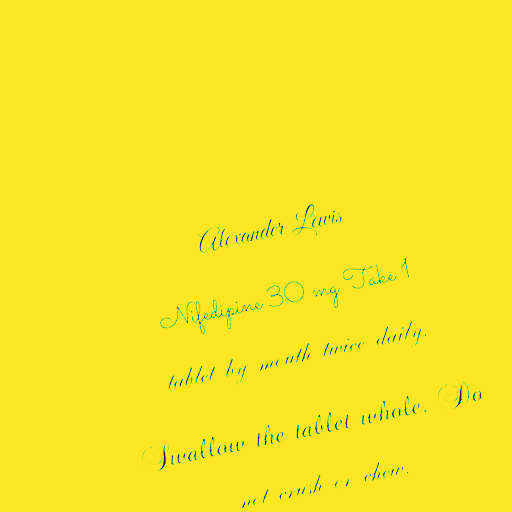 Alexander Lewis
Nifedipine 30 mg Take 1
tablet by mouth twice daily.
Swallow the tablet whole. Do
not crush or chew.